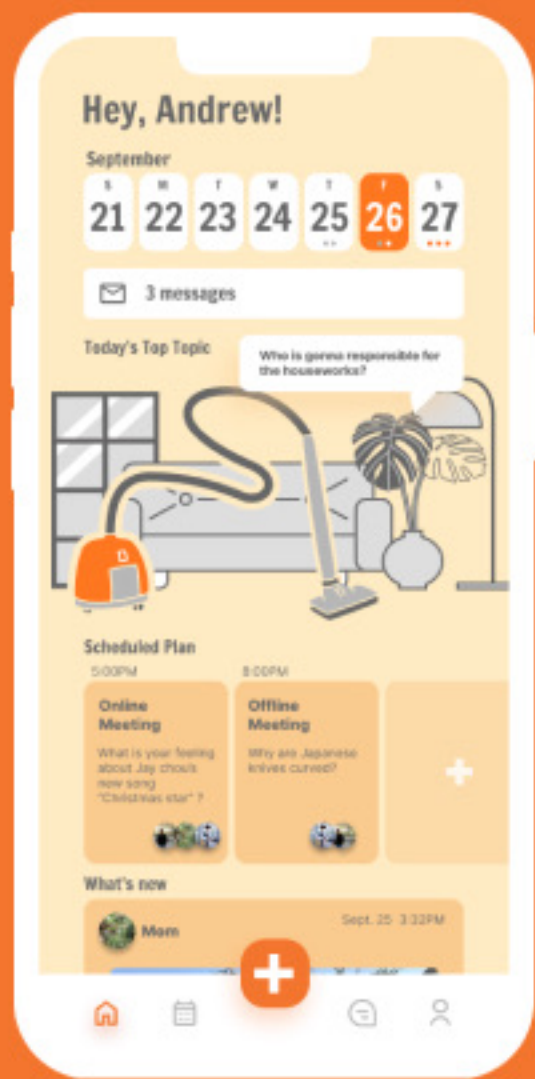 Hey, Andrew!
September
S M T W T F S
21 22 23 24 25 26 27
3 messages
Today's Top Topic
Who is gonna responsible for
the houseworks?
Scheduled Plan
5:00PM
8:00PM
Online
Meeting
What is your feeling
about Jay chou's
new song
"Christmas star" ?
Offline
Meeting
Why are Japanese
knives curved?
What's new
Mom
Sept. 25 3:32PM